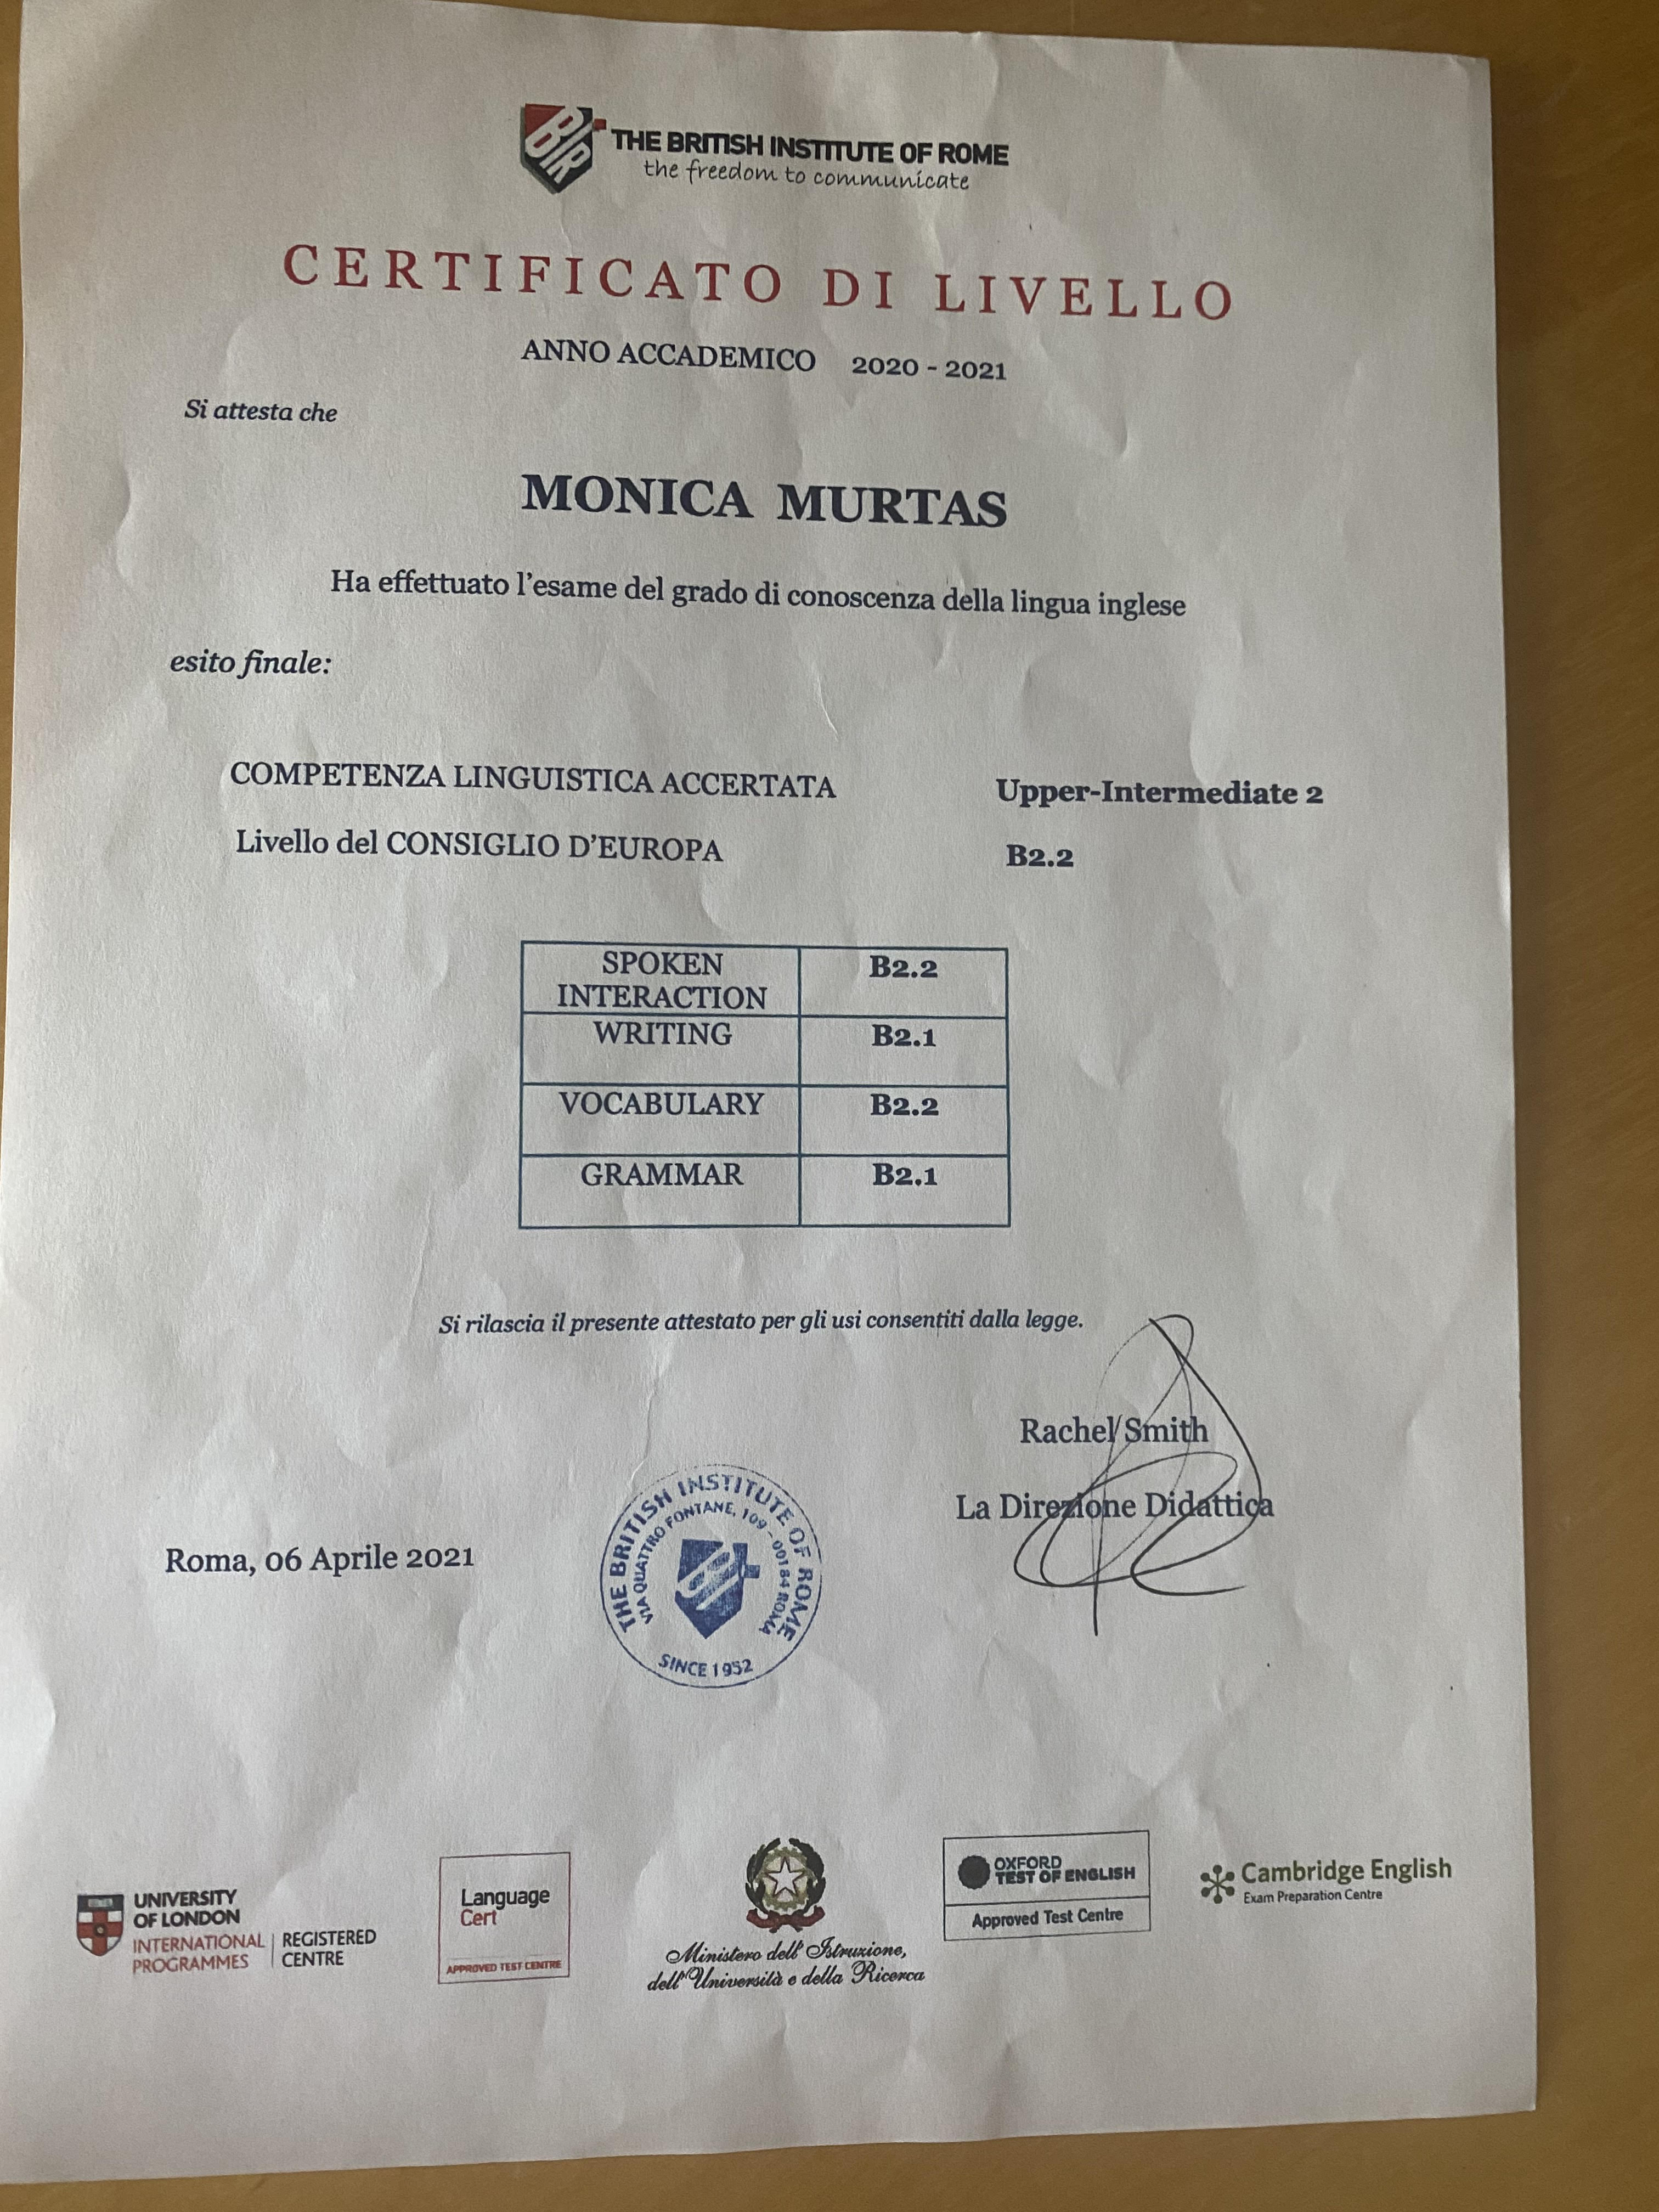 BIR
THE BRITISH INSTITUTE OF ROME
the freedom to communicate
CERTIFICATO DI LIVELLO
ANNO ACCADEMICO 2020 - 2021
Si attesta che
MONICA MURTAS
Ha effettuato l'esame del grado di conoscenza della lingua inglese
esito finale:
COMPETENZA LINGUISTICA ACCERTATA Upper-Intermediate 2
Livello del CONSIGLIO D'EUROPA B2.2
SPOKEN B2.2
INTERACTION
WRITING B2.1
VOCABULARY B2.2
GRAMMAR B2.1
Si rilascia il presente attestato per gli usi consentiti dalla legge.
Rachel Smith
La Direzione Didattica
Roma, 06 Aprile 2021
THE BRITISH INSTITUTE OF ROME
VIA QUATTRO FONTANE, 109 - 00184 ROMA
SINCE 1952
UNIVERSITY
OF LONDON
INTERNATIONAL
PROGRAMMES
REGISTERED
CENTRE
Language
Cert
APPROVED TEST CENTRE
Ministero dell'Istruzione,
dell'Università e della Ricerca
OXFORD
TEST OF ENGLISH
Approved Test Centre
Cambridge English
Exam Preparation Centre